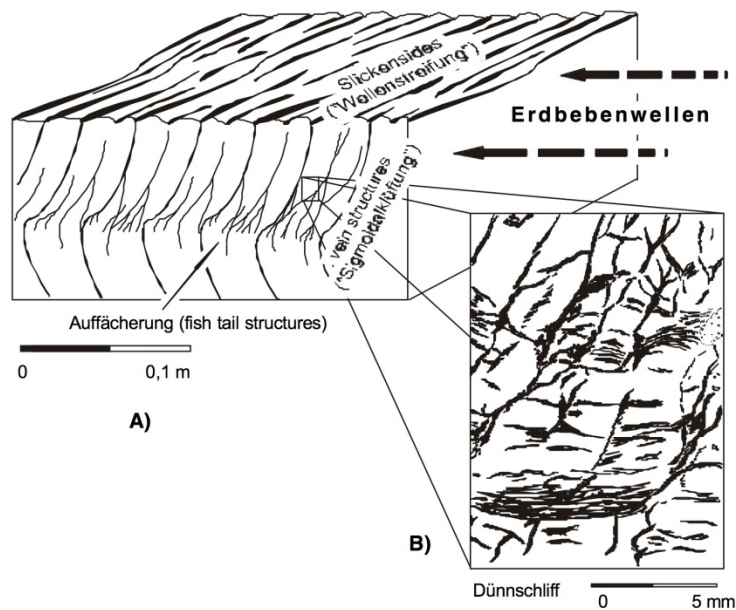 Slickensides
("Wellenstreifung")
Erdbebenwellen
vein structures
("Sigmoidalklüftung")
Auffächerung (fish tail structures)
0 0,1 m
A)
B)
Dünnschliff
0 5 mm